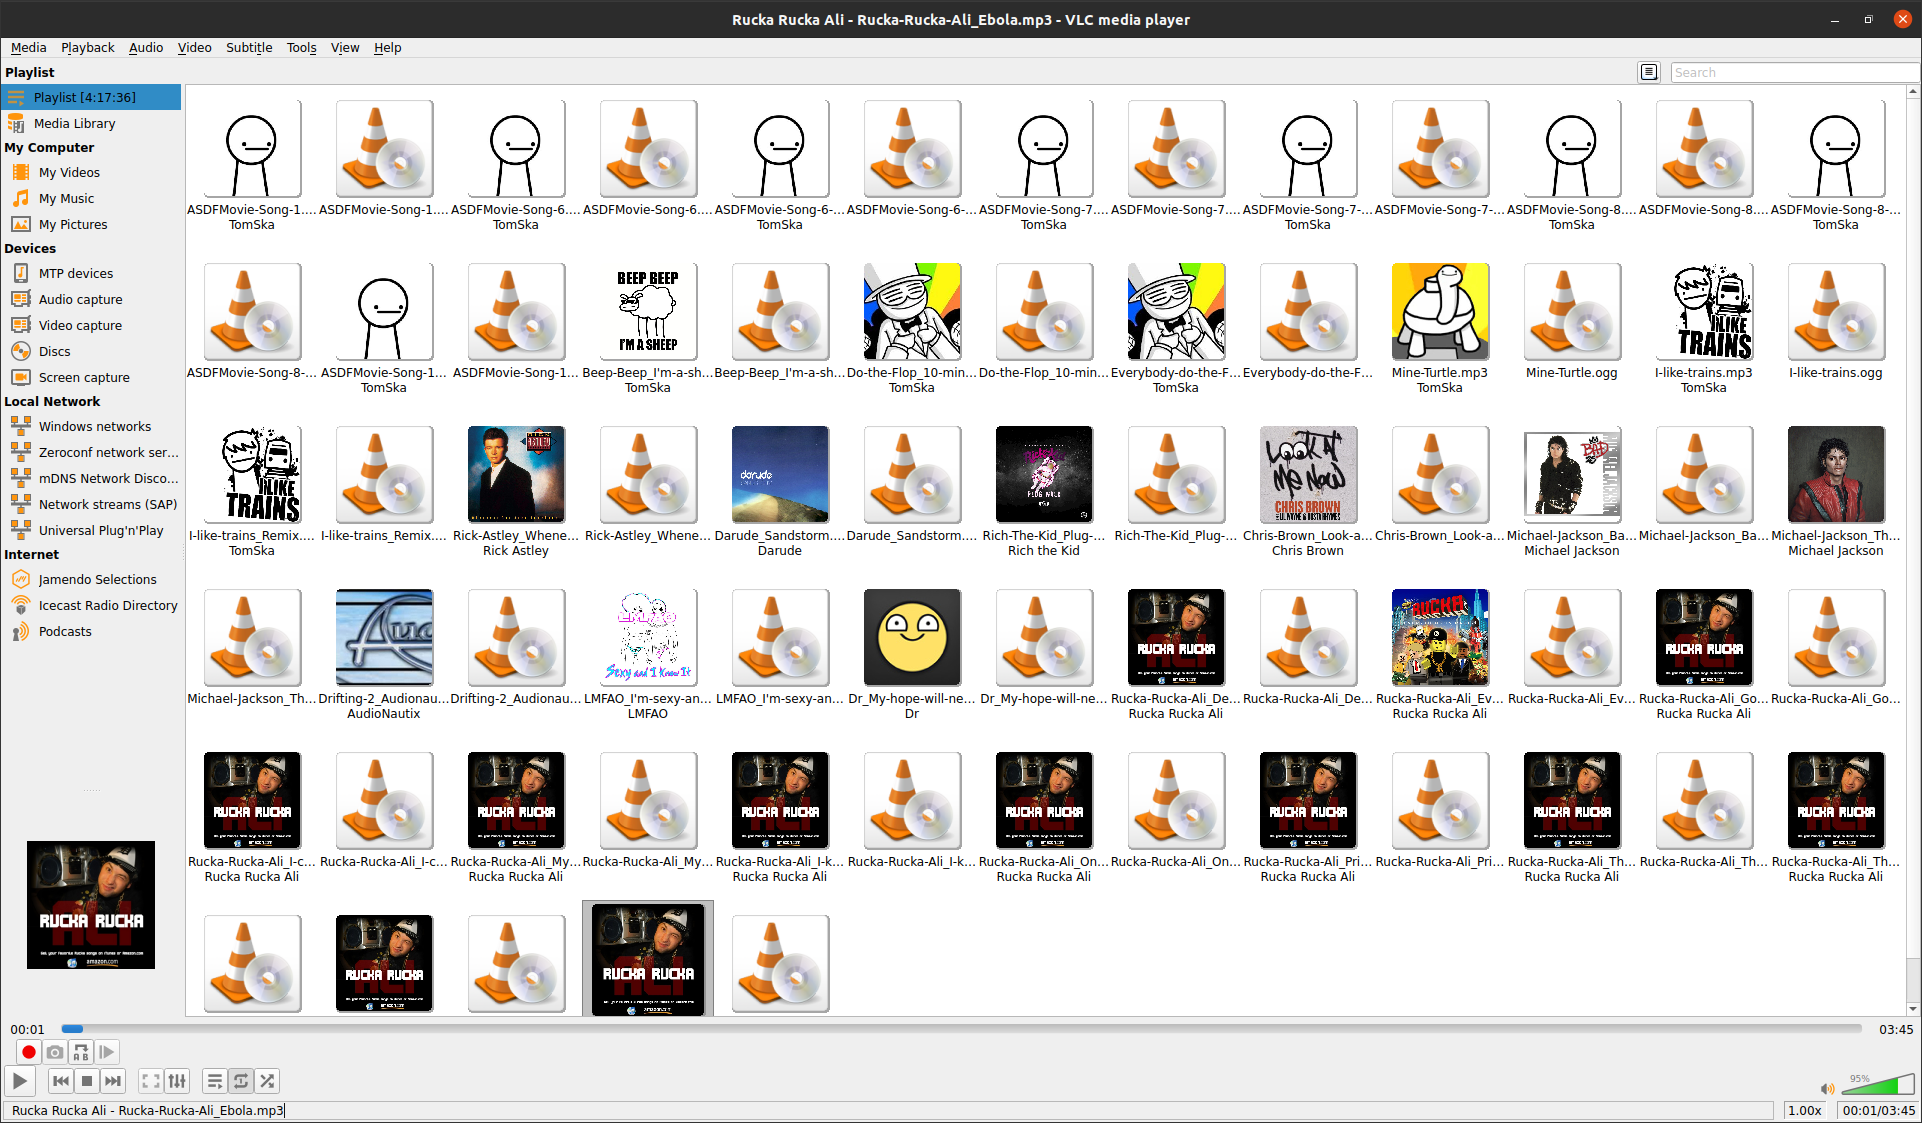 Rucka Rucka Ali - Rucka-Rucka-Ali_Ebola.mp3 - VLC media player
Media Playback Audio Video Subtitle Tools View Help
Playlist
Search
Playlist [4:17:36]
Media Library
My Computer
My Videos
My Music
My Pictures
Devices
MTP devices
Audio capture
Video capture
Discs
Screen capture
Local Network
Windows networks
Zeroconf network ser...
mDNS Network Disco...
Network streams (SAP)
Universal Plug'n'Play
Internet
Jamendo Selections
Icecast Radio Directory
Podcasts
ASDFMovie-Song-1.... ASDFMovie-Song-1.... ASDFMovie-Song-6.... ASDFMovie-Song-6.... ASDFMovie-Song-6-... ASDFMovie-Song-6-... ASDFMovie-Song-7.... ASDFMovie-Song-7.... ASDFMovie-Song-7-... ASDFMovie-Song-7-... ASDFMovie-Song-8.... ASDFMovie-Song-8.... ASDFMovie-Song-8-...
TomSka TomSka TomSka TomSka TomSka TomSka TomSka
BEEP BEEP
I'M A SHEEP
I LIKE
TRAINS
ASDFMovie-Song-8-... ASDFMovie-Song-1... ASDFMovie-Song-1... Beep-Beep_I'm-a-sh... Beep-Beep_I'm-a-sh... Do-the-Flop_10-min... Do-the-Flop_10-min... Everybody-do-the-F... Everybody-do-the-F... Mine-Turtle.mp3 Mine-Turtle.ogg I-like-trains.mp3 I-like-trains.ogg
TomSka TomSka TomSka TomSka TomSka TomSka
I LIKE
TRAINS
darude
PLUG WALK
LOOK AT
ME NOW
CHRIS BROWN
BAD
I-like-trains_Remix.... I-like-trains_Remix.... Rick-Astley_Whene... Rick-Astley_Whene... Darude_Sandstorm.... Darude_Sandstorm.... Rich-The-Kid_Plug-... Rich-The-Kid_Plug-... Chris-Brown_Look-a... Chris-Brown_Look-a... Michael-Jackson_Ba... Michael-Jackson_Ba... Michael-Jackson_Th...
TomSka Rick Astley Darude Rich the Kid Chris Brown Michael Jackson Michael Jackson
LMFAO
Sexy and I Know It
RUCKA RUCKA
ALI
RUCKA
RUCKA RUCKA
ALI
Michael-Jackson_Th... Drifting-2_Audionau... Drifting-2_Audionau... LMFAO_I'm-sexy-an... LMFAO_I'm-sexy-an... Dr_My-hope-will-ne... Dr_My-hope-will-ne... Rucka-Rucka-Ali_De... Rucka-Rucka-Ali_De... Rucka-Rucka-Ali_Ev... Rucka-Rucka-Ali_Ev... Rucka-Rucka-Ali_Go... Rucka-Rucka-Ali_Go...
AudioNautix LMFAO Dr Rucka Rucka Ali Rucka Rucka Ali Rucka Rucka Ali
RUCKA RUCKA RUCKA RUCKA RUCKA RUCKA RUCKA RUCKA RUCKA RUCKA RUCKA RUCKA RUCKA RUCKA
ALI ALI ALI ALI ALI ALI ALI
Rucka-Rucka-Ali_I-c... Rucka-Rucka-Ali_I-c... Rucka-Rucka-Ali_My... Rucka-Rucka-Ali_My... Rucka-Rucka-Ali_I-k... Rucka-Rucka-Ali_I-k... Rucka-Rucka-Ali_On... Rucka-Rucka-Ali_On... Rucka-Rucka-Ali_Pri... Rucka-Rucka-Ali_Pri... Rucka-Rucka-Ali_Th... Rucka-Rucka-Ali_Th... Rucka-Rucka-Ali_Th...
Rucka Rucka Ali Rucka Rucka Ali Rucka Rucka Ali Rucka Rucka Ali Rucka Rucka Ali Rucka Rucka Ali Rucka Rucka Ali
RUCKA RUCKA
ALI
amazon.com
RUCKA RUCKA RUCKA RUCKA
ALI ALI
00:01 03:45
A B
95%
Rucka Rucka Ali - Rucka-Rucka-Ali_Ebola.mp3
1.00x 00:01/03:45